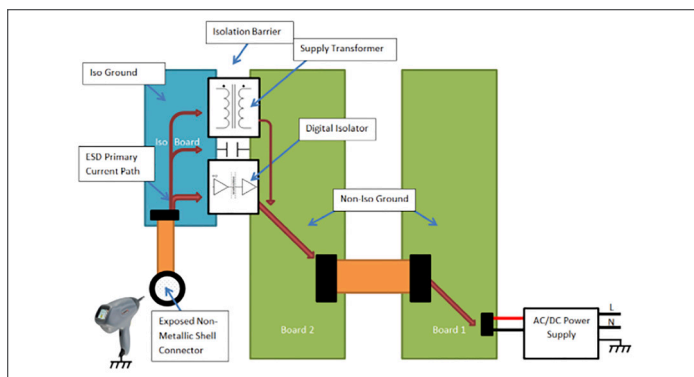 Isolation Barrier
Supply Transformer
Iso Ground
Iso Board
Digital Isolator
ESD Primary
Current Path
Non-Iso Ground
Exposed Non-
Metallic Shell
Connector
Board 2
Board 1
AC/DC Power
Supply
L
N